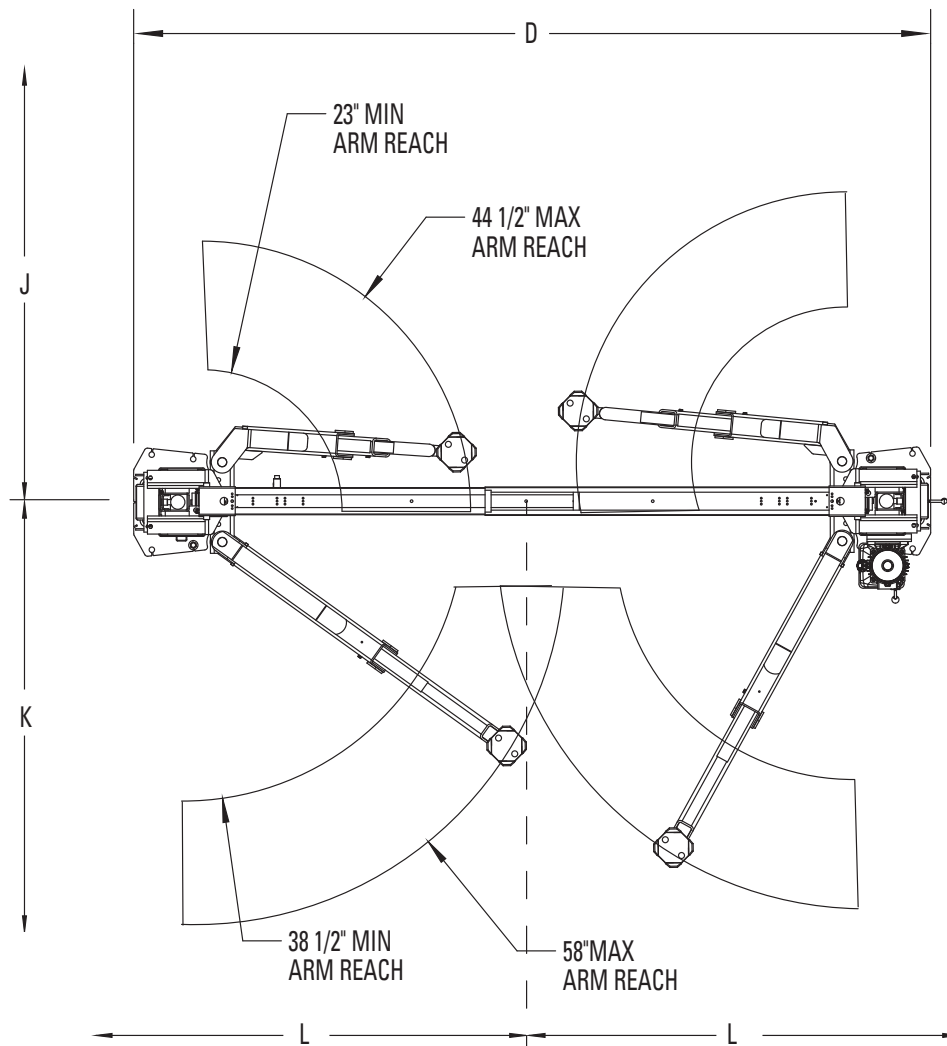 D
23" MIN
ARM REACH
44 1/2" MAX
ARM REACH
J
K
38 1/2" MIN
ARM REACH
58"MAX
ARM REACH
L
L